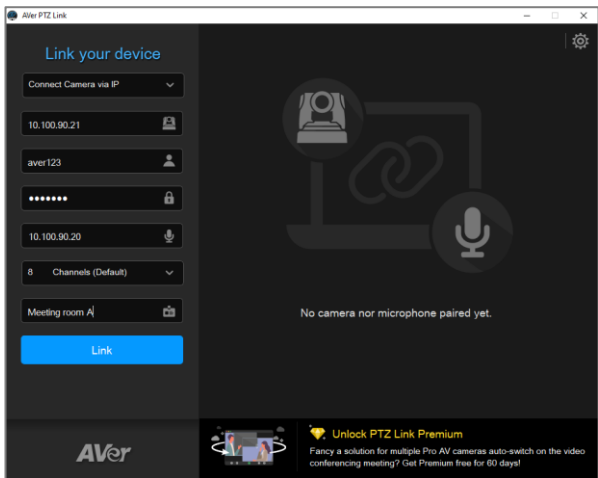 AVer PTZ Link
Link your device
Connect Camera via IP
10.100.90.21
aver123
•••••••
10.100.90.20
8 Channels (Default)
Meeting room A
Link
No camera nor microphone paired yet.
AVer
Unlock PTZ Link Premium
Fancy a solution for multiple Pro AV cameras auto-switch on the video
conferencing meeting? Get Premium free for 60 days!